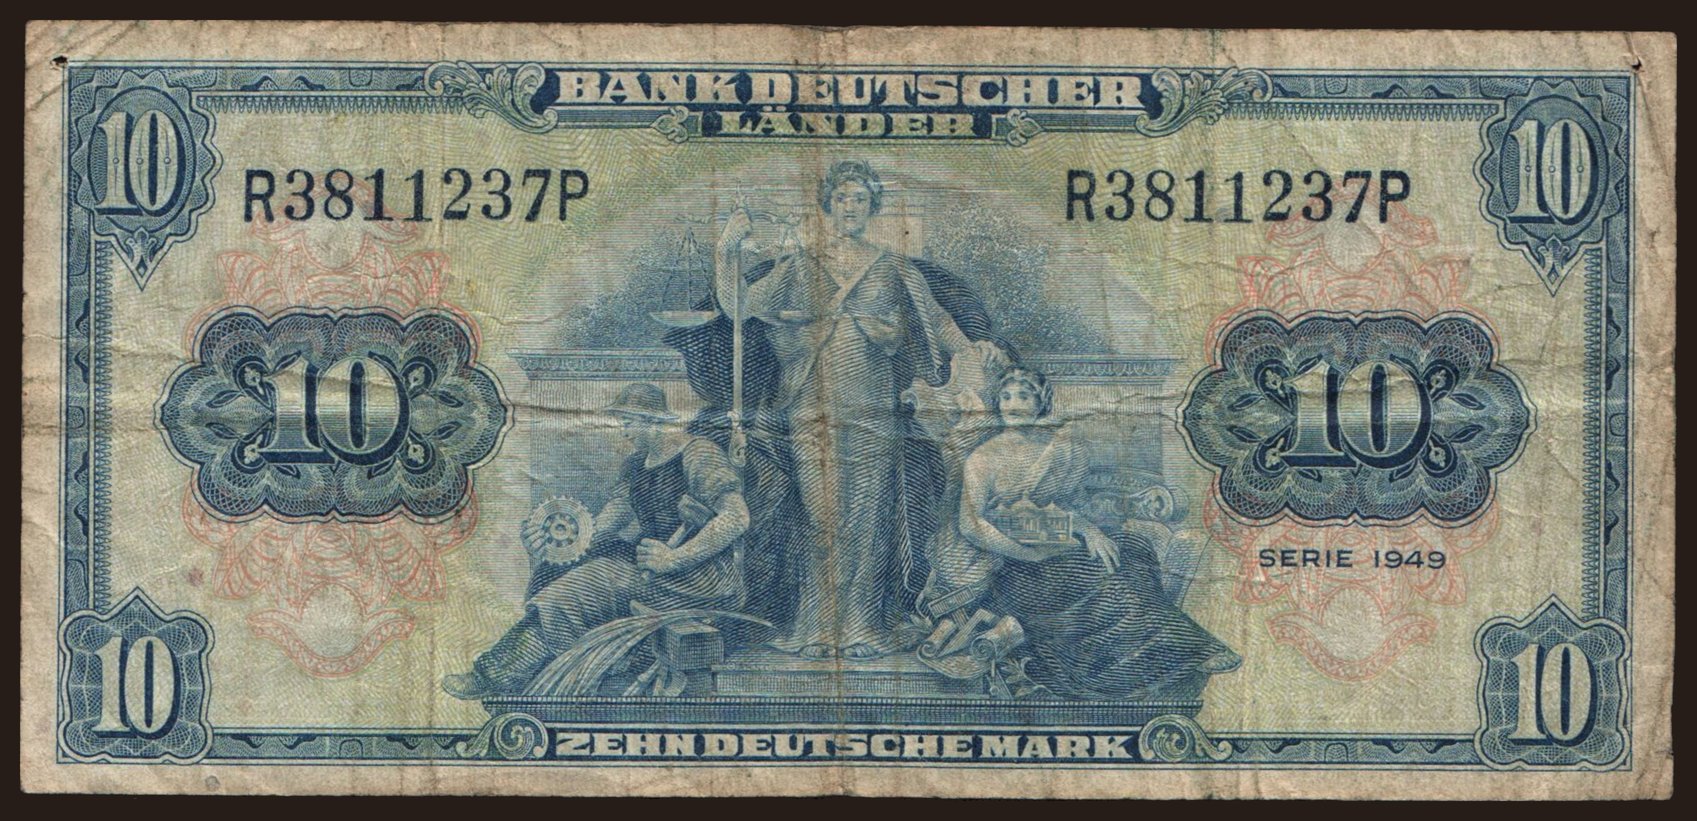 BANK DEUTSCHER
LÄNDER
10 10
R3811237P R3811237P
10 10
SERIE 1949
10 10
ZEHN DEUTSCHE MARK